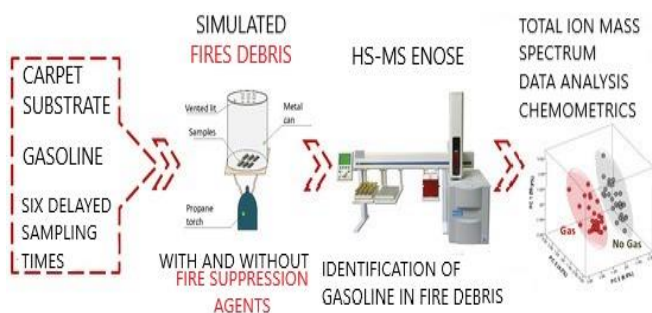 CARPET
SUBSTRATE
GASOLINE
SIX DELAYED
SAMPLING
TIMES
SIMULATED
FIRES DEBRIS
Vented lit
Metal
can
Samples
Propane
torch
WITH AND WITHOUT
FIRE SUPPRESSION
AGENTS
HS-MS ENOSE
IDENTIFICATION OF
GASOLINE IN FIRE DEBRIS
TOTAL ION MASS
SPECTRUM
DATA ANALYSIS
CHEMOMETRICS
Gas
No Gas